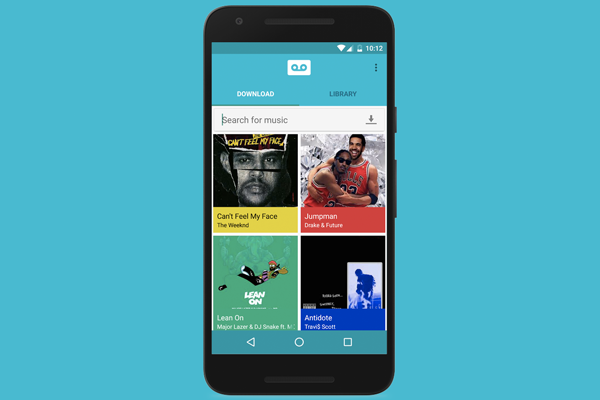 10:12
DOWNLOAD
LIBRARY
Search for music
CAN'T FEEL MY FACE
Can't Feel My Face
The Weeknd
Jumpman
Drake & Future
LEAN
ON
Lean On
Major Lazer & DJ Snake ft. M
Antidote
Travi$ Scott